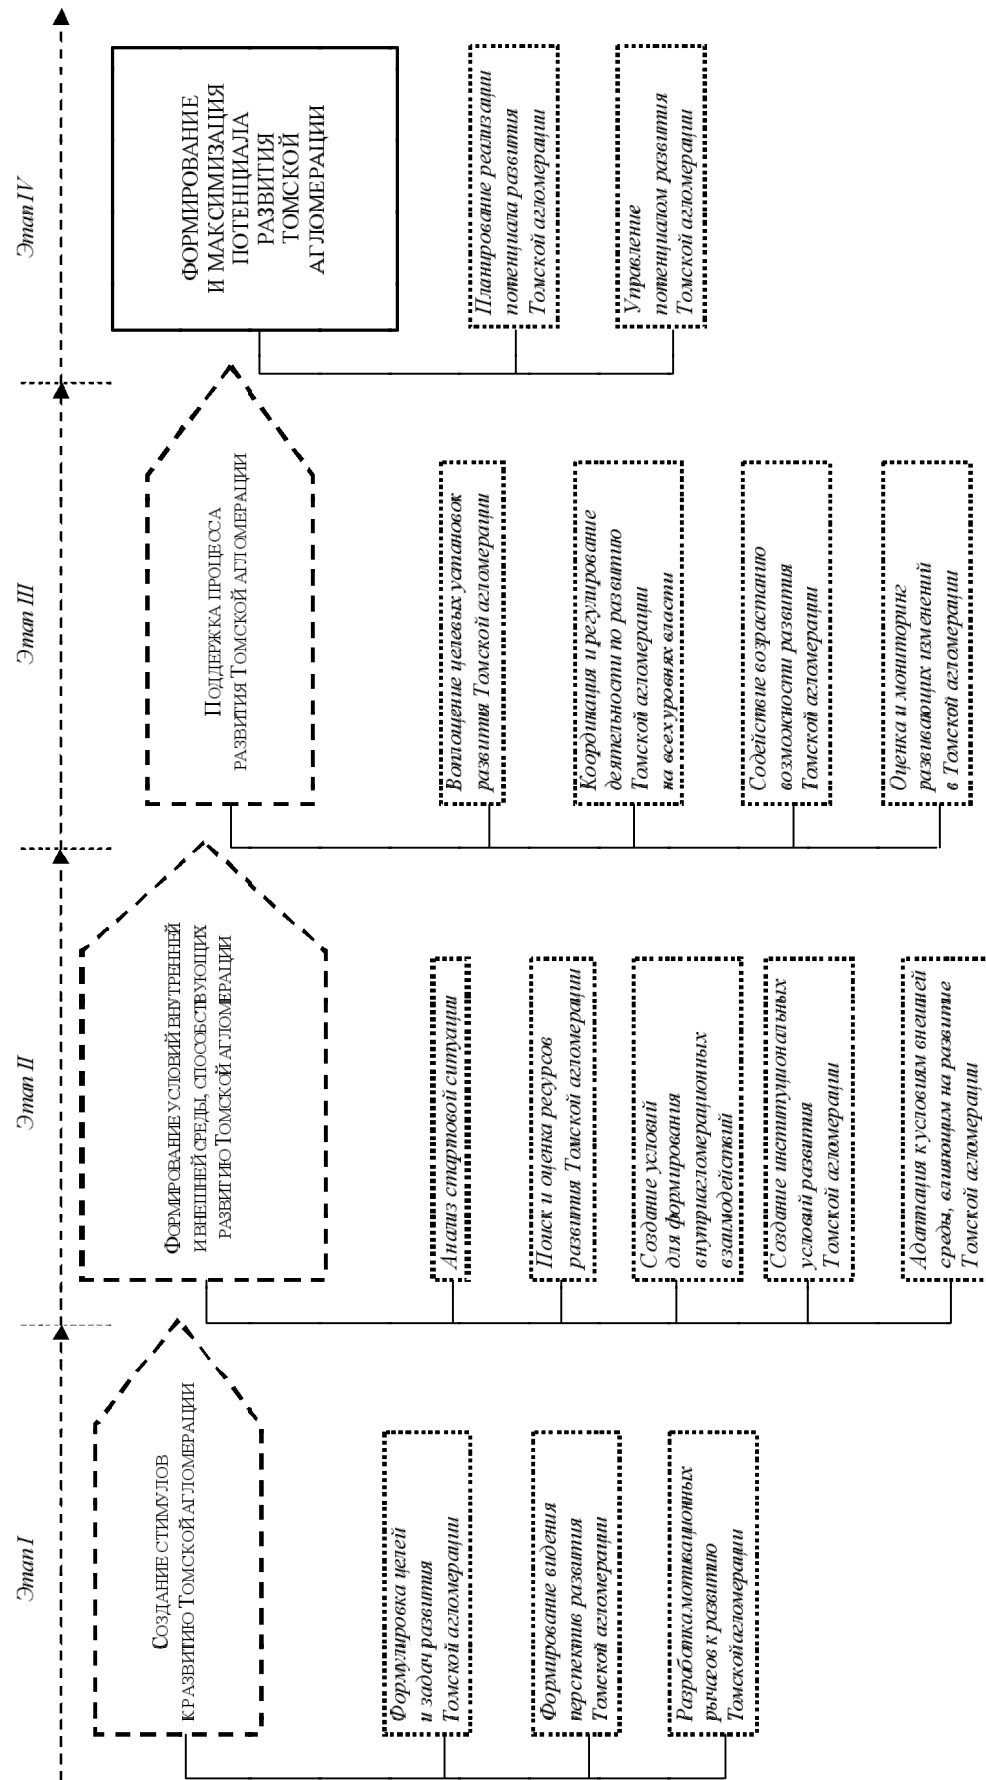 Этап I
Этап II
Этап III
Этап IV
СОЗДАНИЕ СТИМУЛОВ
К РАЗВИТИЮ ТОМСКОЙ АГЛОМЕРАЦИИ
Формулировка целей
и задач развития
Томской агломерации
Формирование видения
перспектив развития
Томской агломерации
Разработка мотивационных
рычагов к развитию
Томской агломерации
ФОРМИРОВАНИЕ УСЛОВИЙ ВНУТРЕННЕЙ
И ВНЕШНЕЙ СРЕДЫ, СПОСОБСТВУЮЩИХ
РАЗВИТИЮ ТОМСКОЙ АГЛОМЕРАЦИИ
Анализ стартовой ситуации
Поиск и оценка ресурсов
развития Томской агломерации
Создание условий
для формирования
внутриагломерационных
взаимодействий
Создание институциональных
условий развития
Томской агломерации
Адаптация к условиям внешней
среды, влияющим на развитие
Томской агломерации
ПОДДЕРЖКА ПРОЦЕССА
РАЗВИТИЯ ТОМСКОЙ АГЛОМЕРАЦИИ
Воплощение целевых установок
развития Томской агломерации
Координация и регулирование
деятельности по развитию
Томской агломерации
на всех уровнях власти
Содействие возрастанию
возможности развития
Томской агломерации
Оценка и мониторинг
развивающих изменений
в Томской агломерации
ФОРМИРОВАНИЕ
И МАКСИМИЗАЦИЯ
ПОТЕНЦИАЛА
РАЗВИТИЯ
ТОМСКОЙ
АГЛОМЕРАЦИИ
Планирование реализации
потенциала развития
Томской агломерации
Управление
потенциалом развития
Томской агломерации